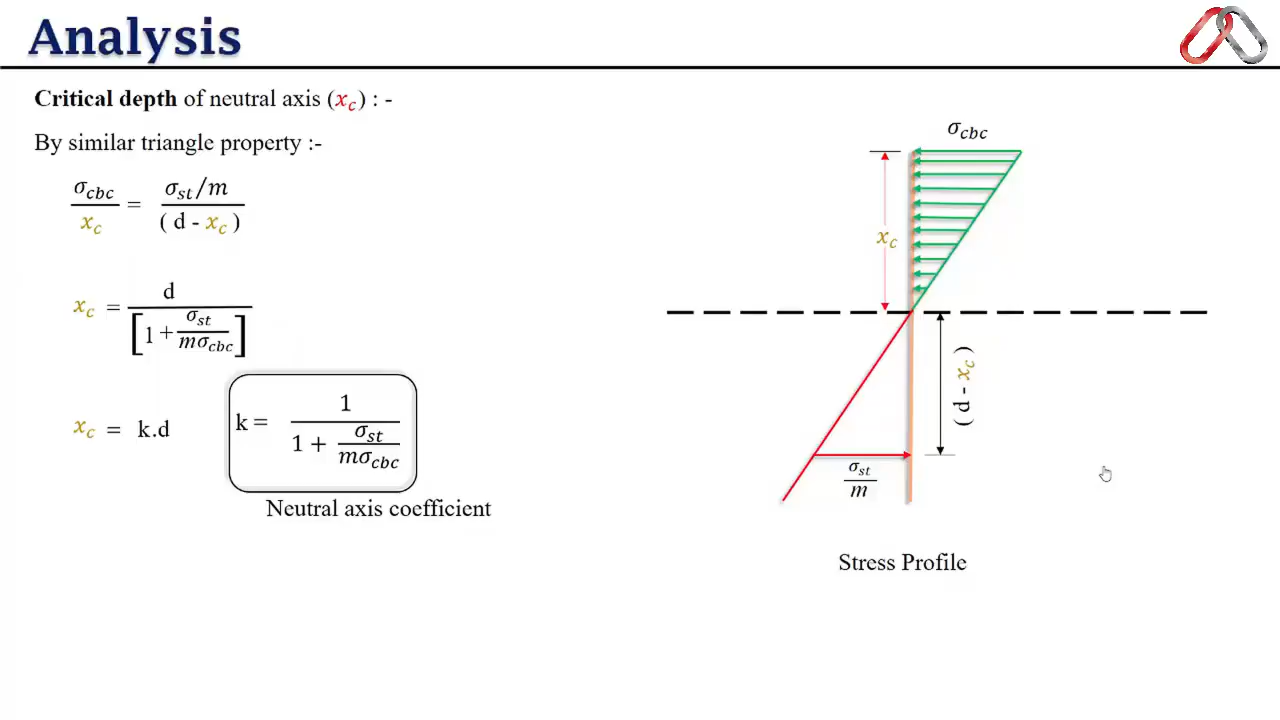 Analysis
Critical depth of neutral axis (x_c) : -
By similar triangle property :-
σ_cbc / x_c = (σ_st/m) / ( d - x_c )
x_c = d / [1 + σ_st / mσ_cbc]
x_c = k.d
k = 1 / (1 + σ_st / mσ_cbc)
Neutral axis coefficient
σ_cbc
x_c
( d - x_c )
σ_st / m
Stress Profile